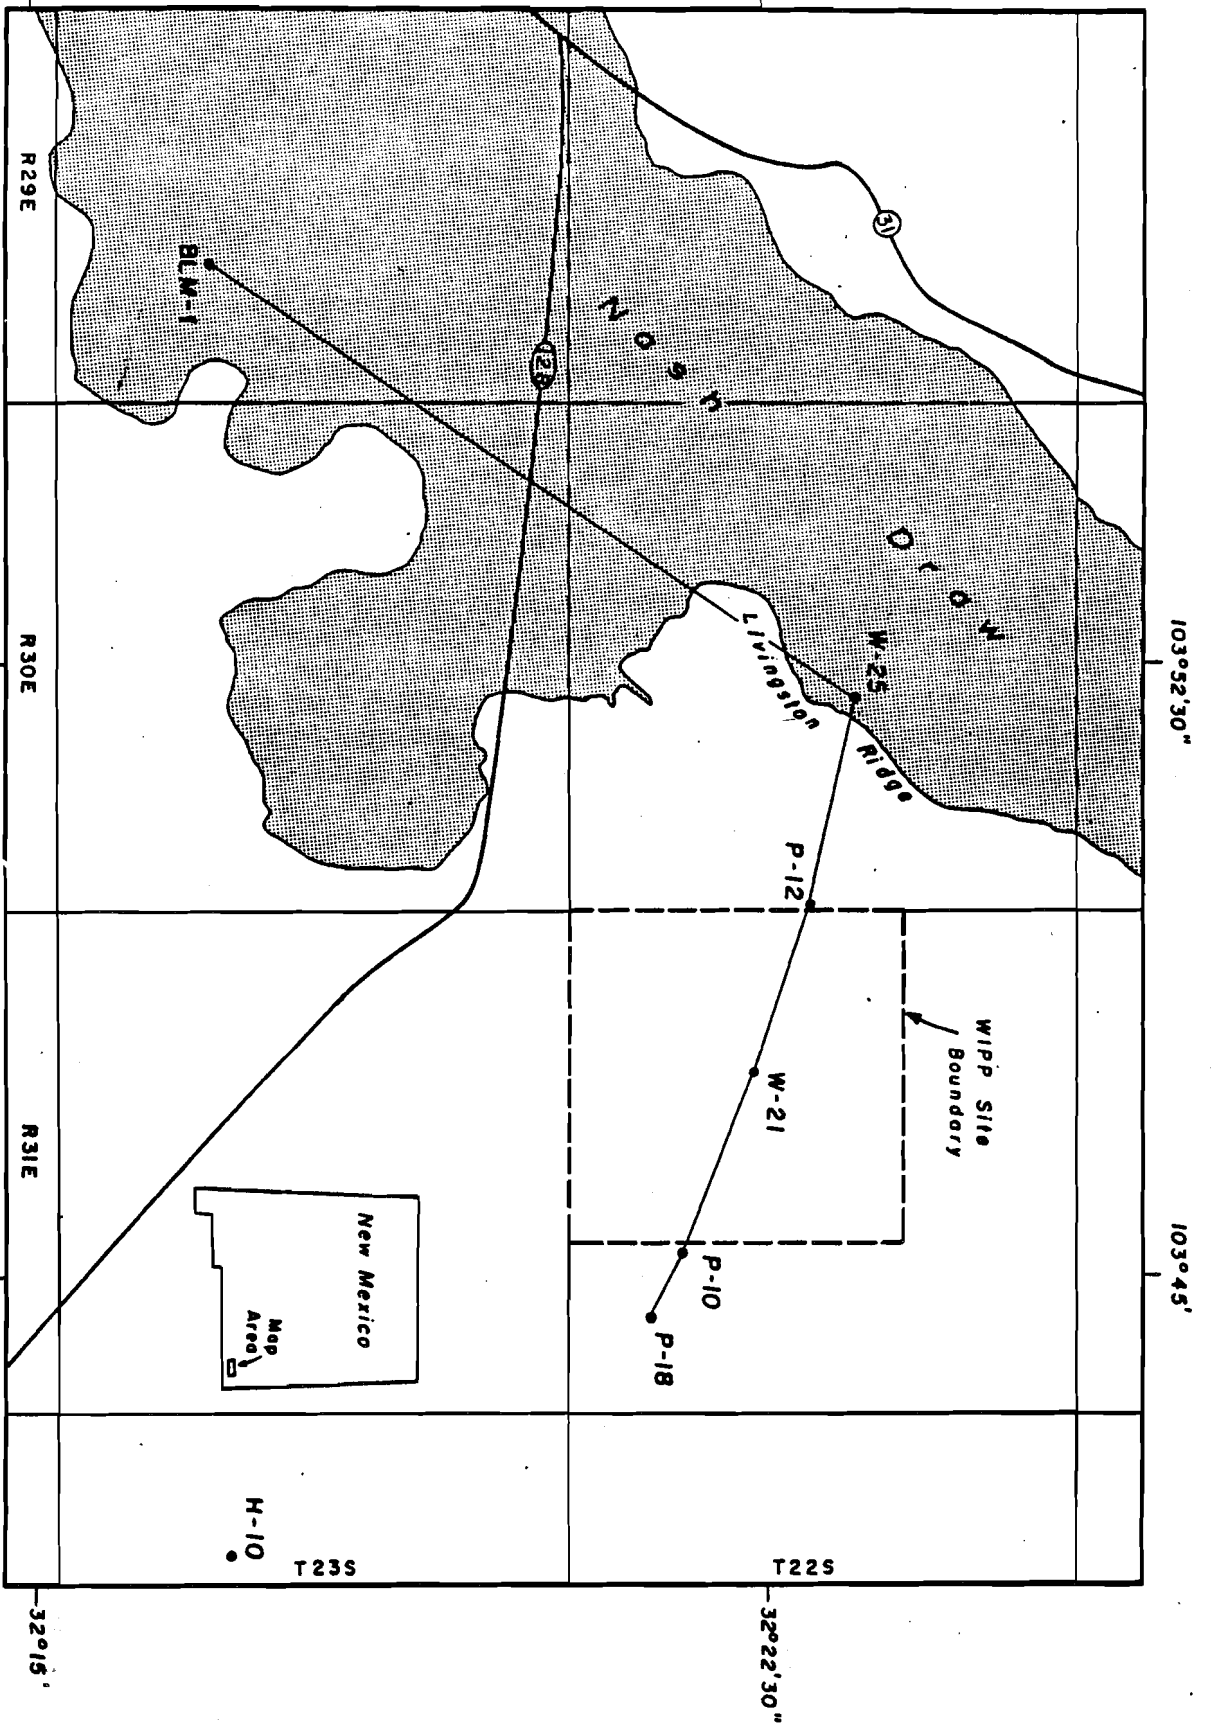 103°52'30"
103°45'
31
Nash
Draw
128
W-25
Livingston
Ridge
P-12
WIPP Site
Boundary
W-21
P-10
P-18
BLM-1
New Mexico
Map
Area
H-10
T22S
T23S
32°22'30"
32°15'
R29E
R30E
R31E